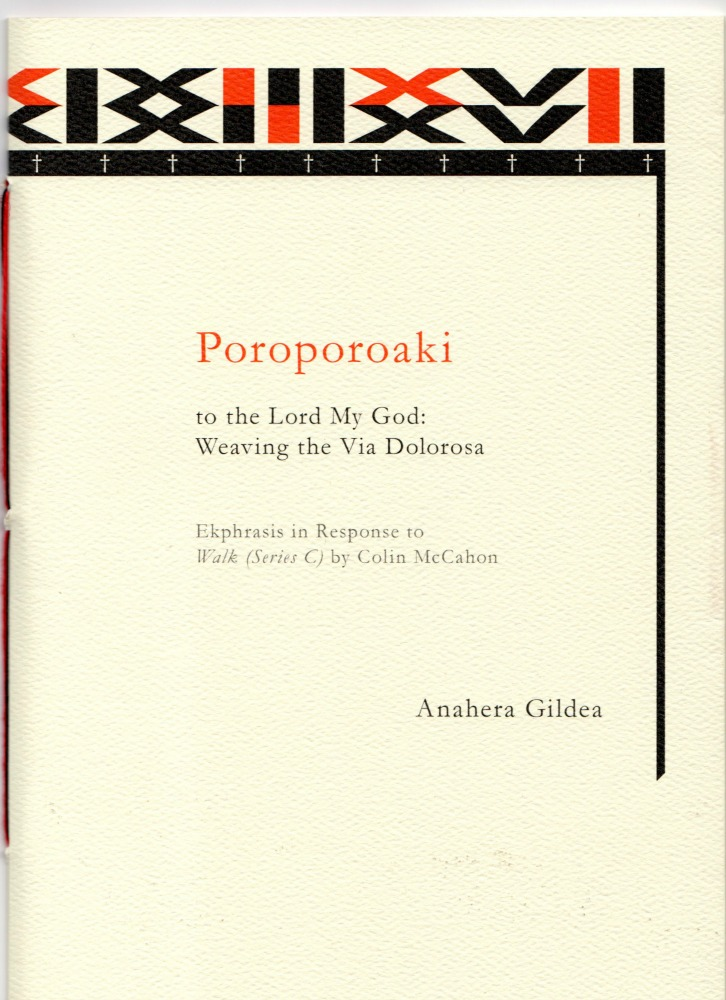 Poroporoaki
to the Lord My God:
Weaving the Via Dolorosa
Ekphrasis in Response to
Walk (Series C) by Colin McCahon
Anahera Gildea